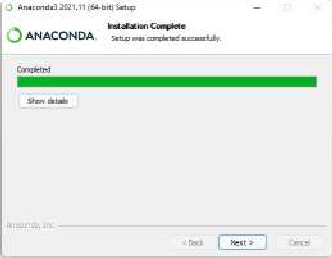 Anaconda3 2021.11 (64-bit) Setup
Installation Complete
Setup was completed successfully.
ANACONDA.
Completed
Show details
Anaconda, Inc.
< Back
Next >
Cancel